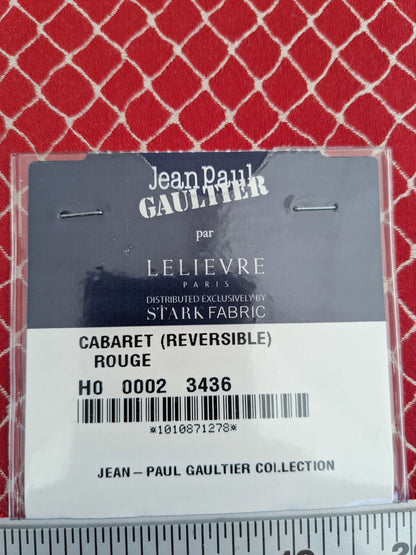 Jean Paul
GAULTIER
par
LELIEVRE
PARIS
DISTRIBUTED EXCLUSIVELY BY
STARK FABRIC
CABARET (REVERSIBLE)
ROUGE
H0 0002 3436
*1010871278*
JEAN-PAUL GAULTIER COLLECTION